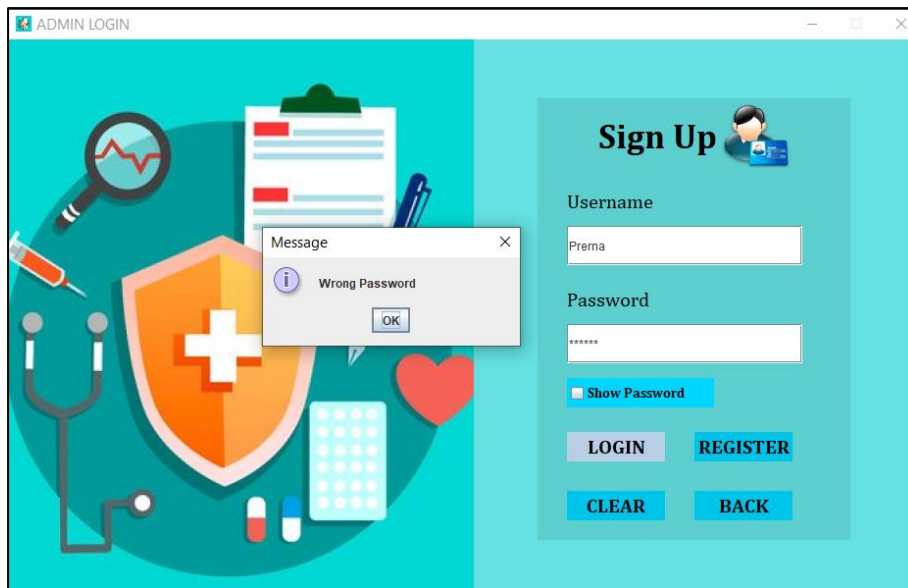 ADMIN LOGIN
Sign Up
Username
Prerna
Password
******
Show Password
LOGIN REGISTER
CLEAR BACK
Message
Wrong Password
OK